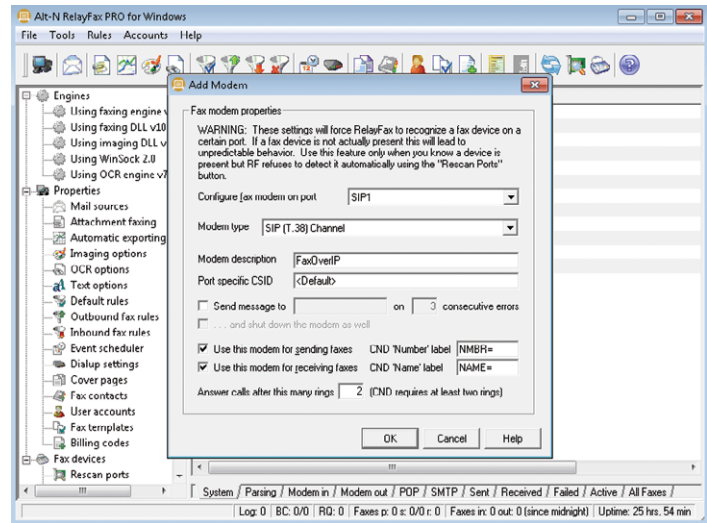 Alt-N RelayFax PRO for Windows
File Tools Rules Accounts Help
Engines
Using faxing engine v
Using faxing DLL v10
Using imaging DLL v
Using WinSock 2.0
Using OCR engine v7
Properties
Mail sources
Attachment faxing
Automatic exporting
Imaging options
OCR options
Text options
Default rules
Outbound fax rules
Inbound fax rules
Event scheduler
Dialup settings
Cover pages
Fax contacts
User accounts
Fax templates
Billing codes
Fax devices
Rescan ports
Add Modem
Fax modem properties
WARNING: These settings will force RelayFax to recognize a fax device on a
certain port. If a fax device is not actually present this will lead to
unpredictable behavior. Use this feature only when you know a device is
present but RF refuses to detect it automatically using the "Rescan Ports"
button.
Configure fax modem on port SIP1
Modem type SIP (T.38) Channel
Modem description FaxOverIP
Port specific CSID <Default>
Send message to on 3 consecutive errors
. . . and shut down the modem as well
Use this modem for sending faxes CND 'Number' label NMBR=
Use this modem for receiving faxes CND 'Name' label NAME=
Answer calls after this many rings 2 (CND requires at least two rings)
OK Cancel Help
System / Parsing / Modem in / Modem out / POP / SMTP / Sent / Received / Failed / Active / All Faxes /
Log: 0 BC: 0/0 RQ: 0 Faxes p: 0 s: 0/0 r: 0 Faxes in: 0 out: 0 (since midnight) Uptime: 25 hrs. 54 min